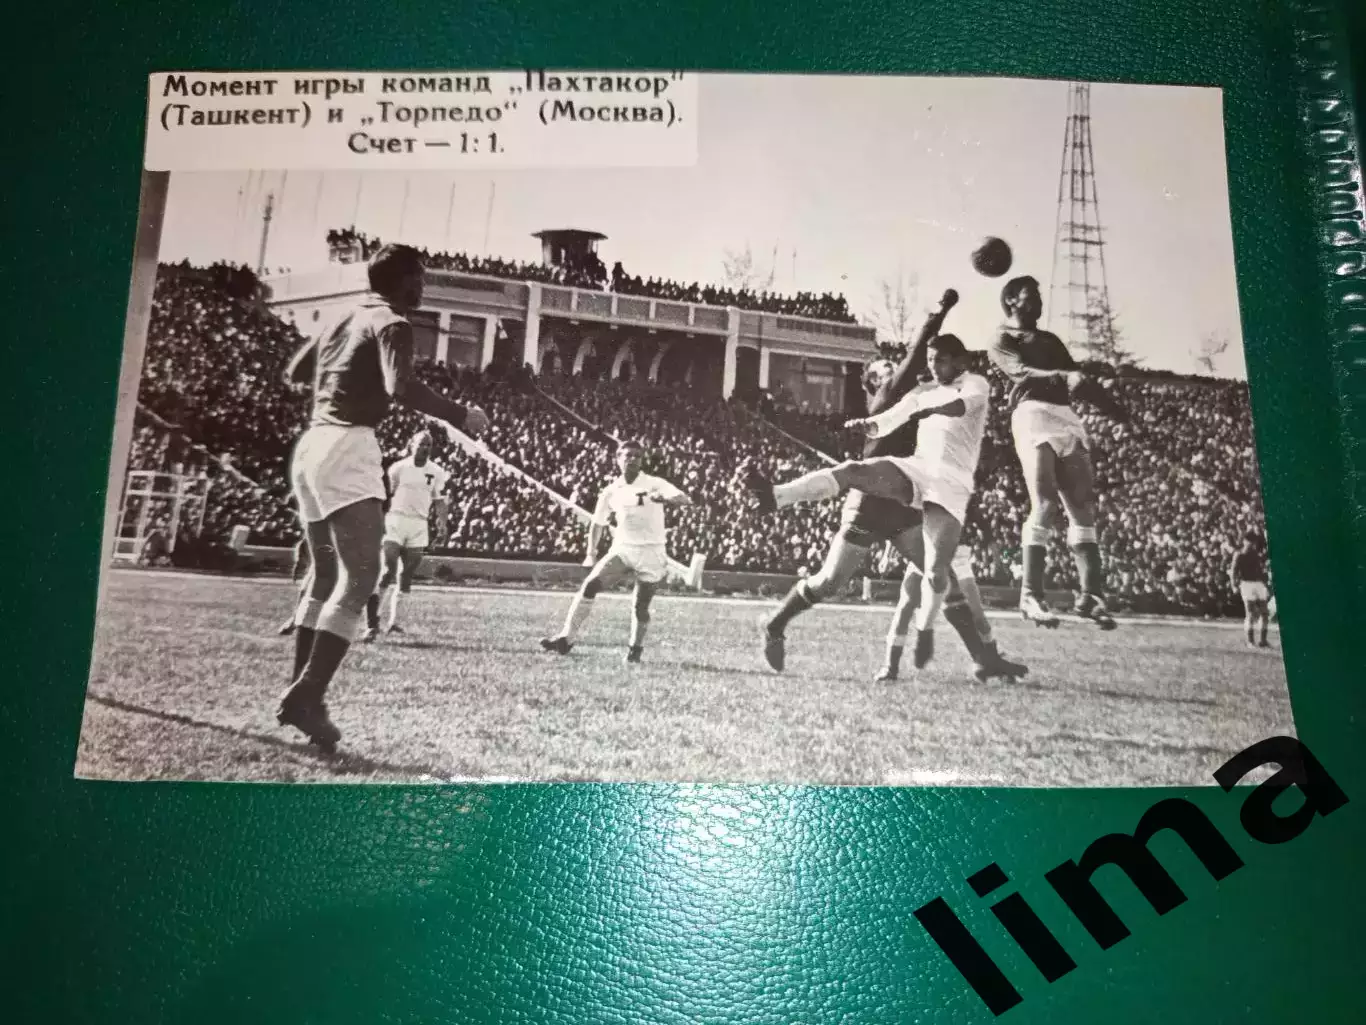 Момент игры команд „Пахтакор“
(Ташкент) и „Торпедо“ (Москва).
Счет — 1:1.
Т
Т
lima